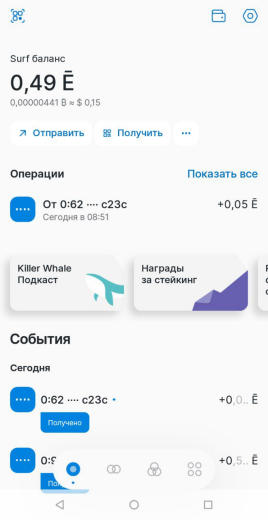 Surf баланс
0,49 Ē
0,00000441 ₿ ≈ $ 0,15
Отправить
Получить
Операции
Показать все
От 0:62 ···· c23c
+0,05 Ē
Сегодня в 08:51
Killer Whale
Подкаст
Награды
за стейкинг
События
Сегодня
0:62 ···· c23c
+0,0.. Ē
Получено
+0,5.. Ē